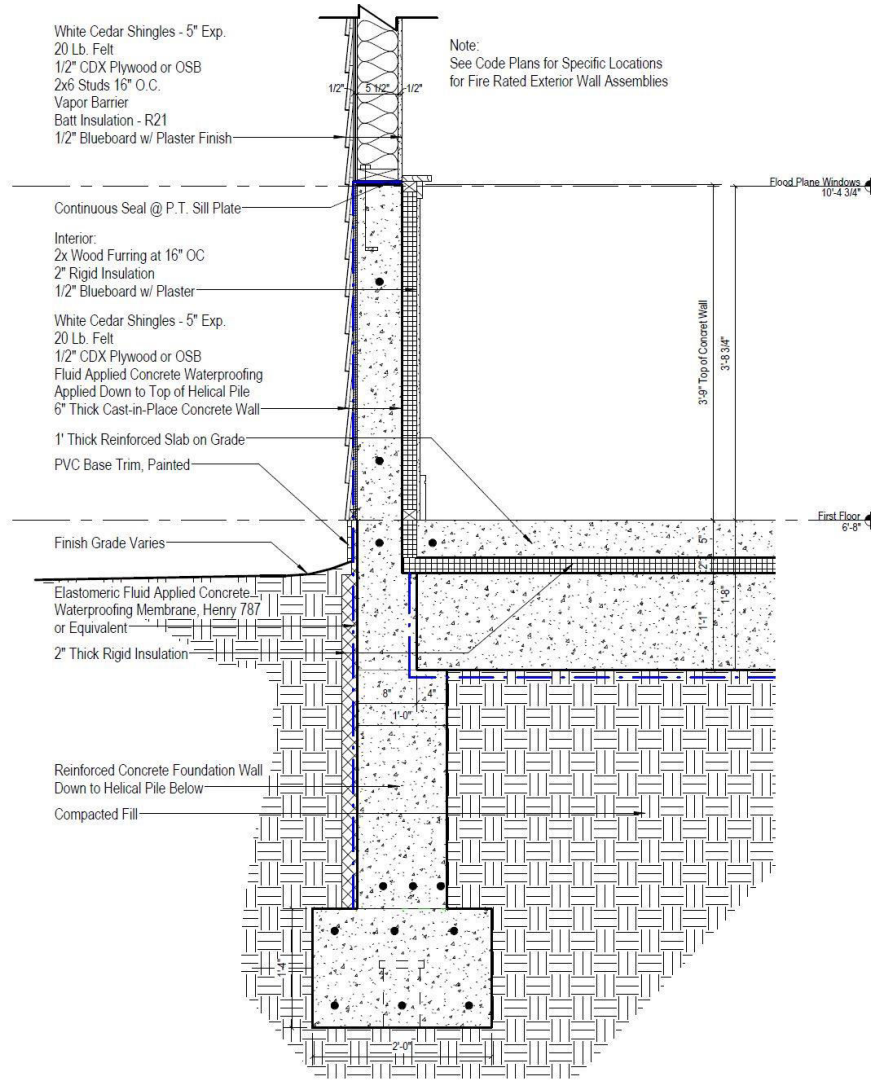 White Cedar Shingles - 5" Exp.
20 Lb. Felt
1/2" CDX Plywood or OSB
2x6 Studs 16" O.C.
Vapor Barrier
Batt Insulation - R21
1/2" Blueboard w/ Plaster Finish
Note:
See Code Plans for Specific Locations
for Fire Rated Exterior Wall Assemblies
1/2"
5 1/2"
1/2"
Flood Plane Windows
10'-4 3/4"
Continuous Seal @ P.T. Sill Plate
Interior:
2x Wood Furring at 16" OC
2" Rigid Insulation
1/2" Blueboard w/ Plaster
White Cedar Shingles - 5" Exp.
20 Lb. Felt
1/2" CDX Plywood or OSB
Fluid Applied Concrete Waterproofing
Applied Down to Top of Helical Pile
6" Thick Cast-in-Place Concrete Wall
3'-9" Top of Concret Wall
3'-8 3/4"
1' Thick Reinforced Slab on Grade
PVC Base Trim, Painted
First Floor
6'-8"
Finish Grade Varies
5"
2"
1'-8"
1'-1"
Elastomeric Fluid Applied Concrete
Waterproofing Membrane, Henry 787
or Equivalent
2" Thick Rigid Insulation
8"
4"
1'-0"
Reinforced Concrete Foundation Wall
Down to Helical Pile Below
Compacted Fill
1'-4"
2'-0"